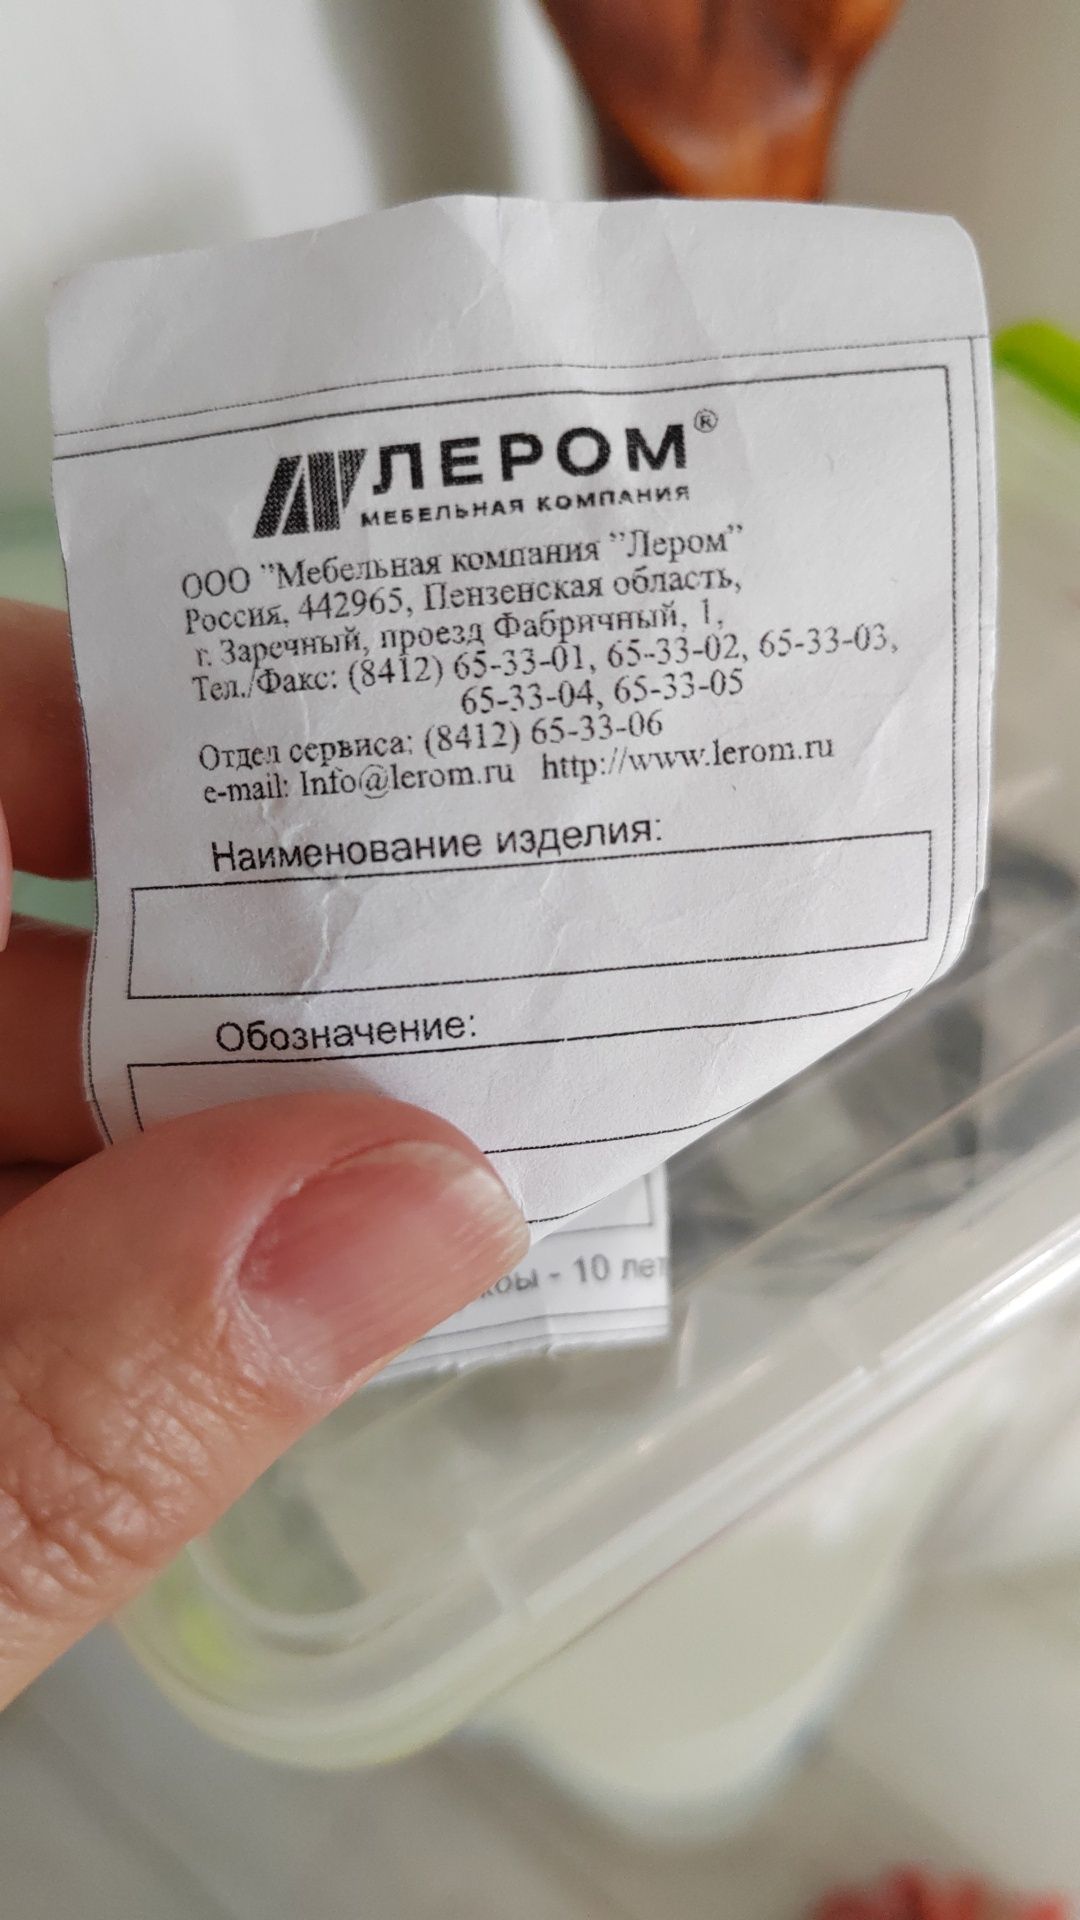 ЛЕРОМ®
МЕБЕЛЬНАЯ КОМПАНИЯ
ООО "Мебельная компания "Лером"
Россия, 442965, Пензенская область,
г. Заречный, проезд Фабричный, 1,
Тел./Факс: (8412) 65-33-01, 65-33-02, 65-33-03,
65-33-04, 65-33-05
Отдел сервиса: (8412) 65-33-06
e-mail: Info@lerom.ru http://www.lerom.ru
Наименование изделия:
Обозначение:
- 10 лет